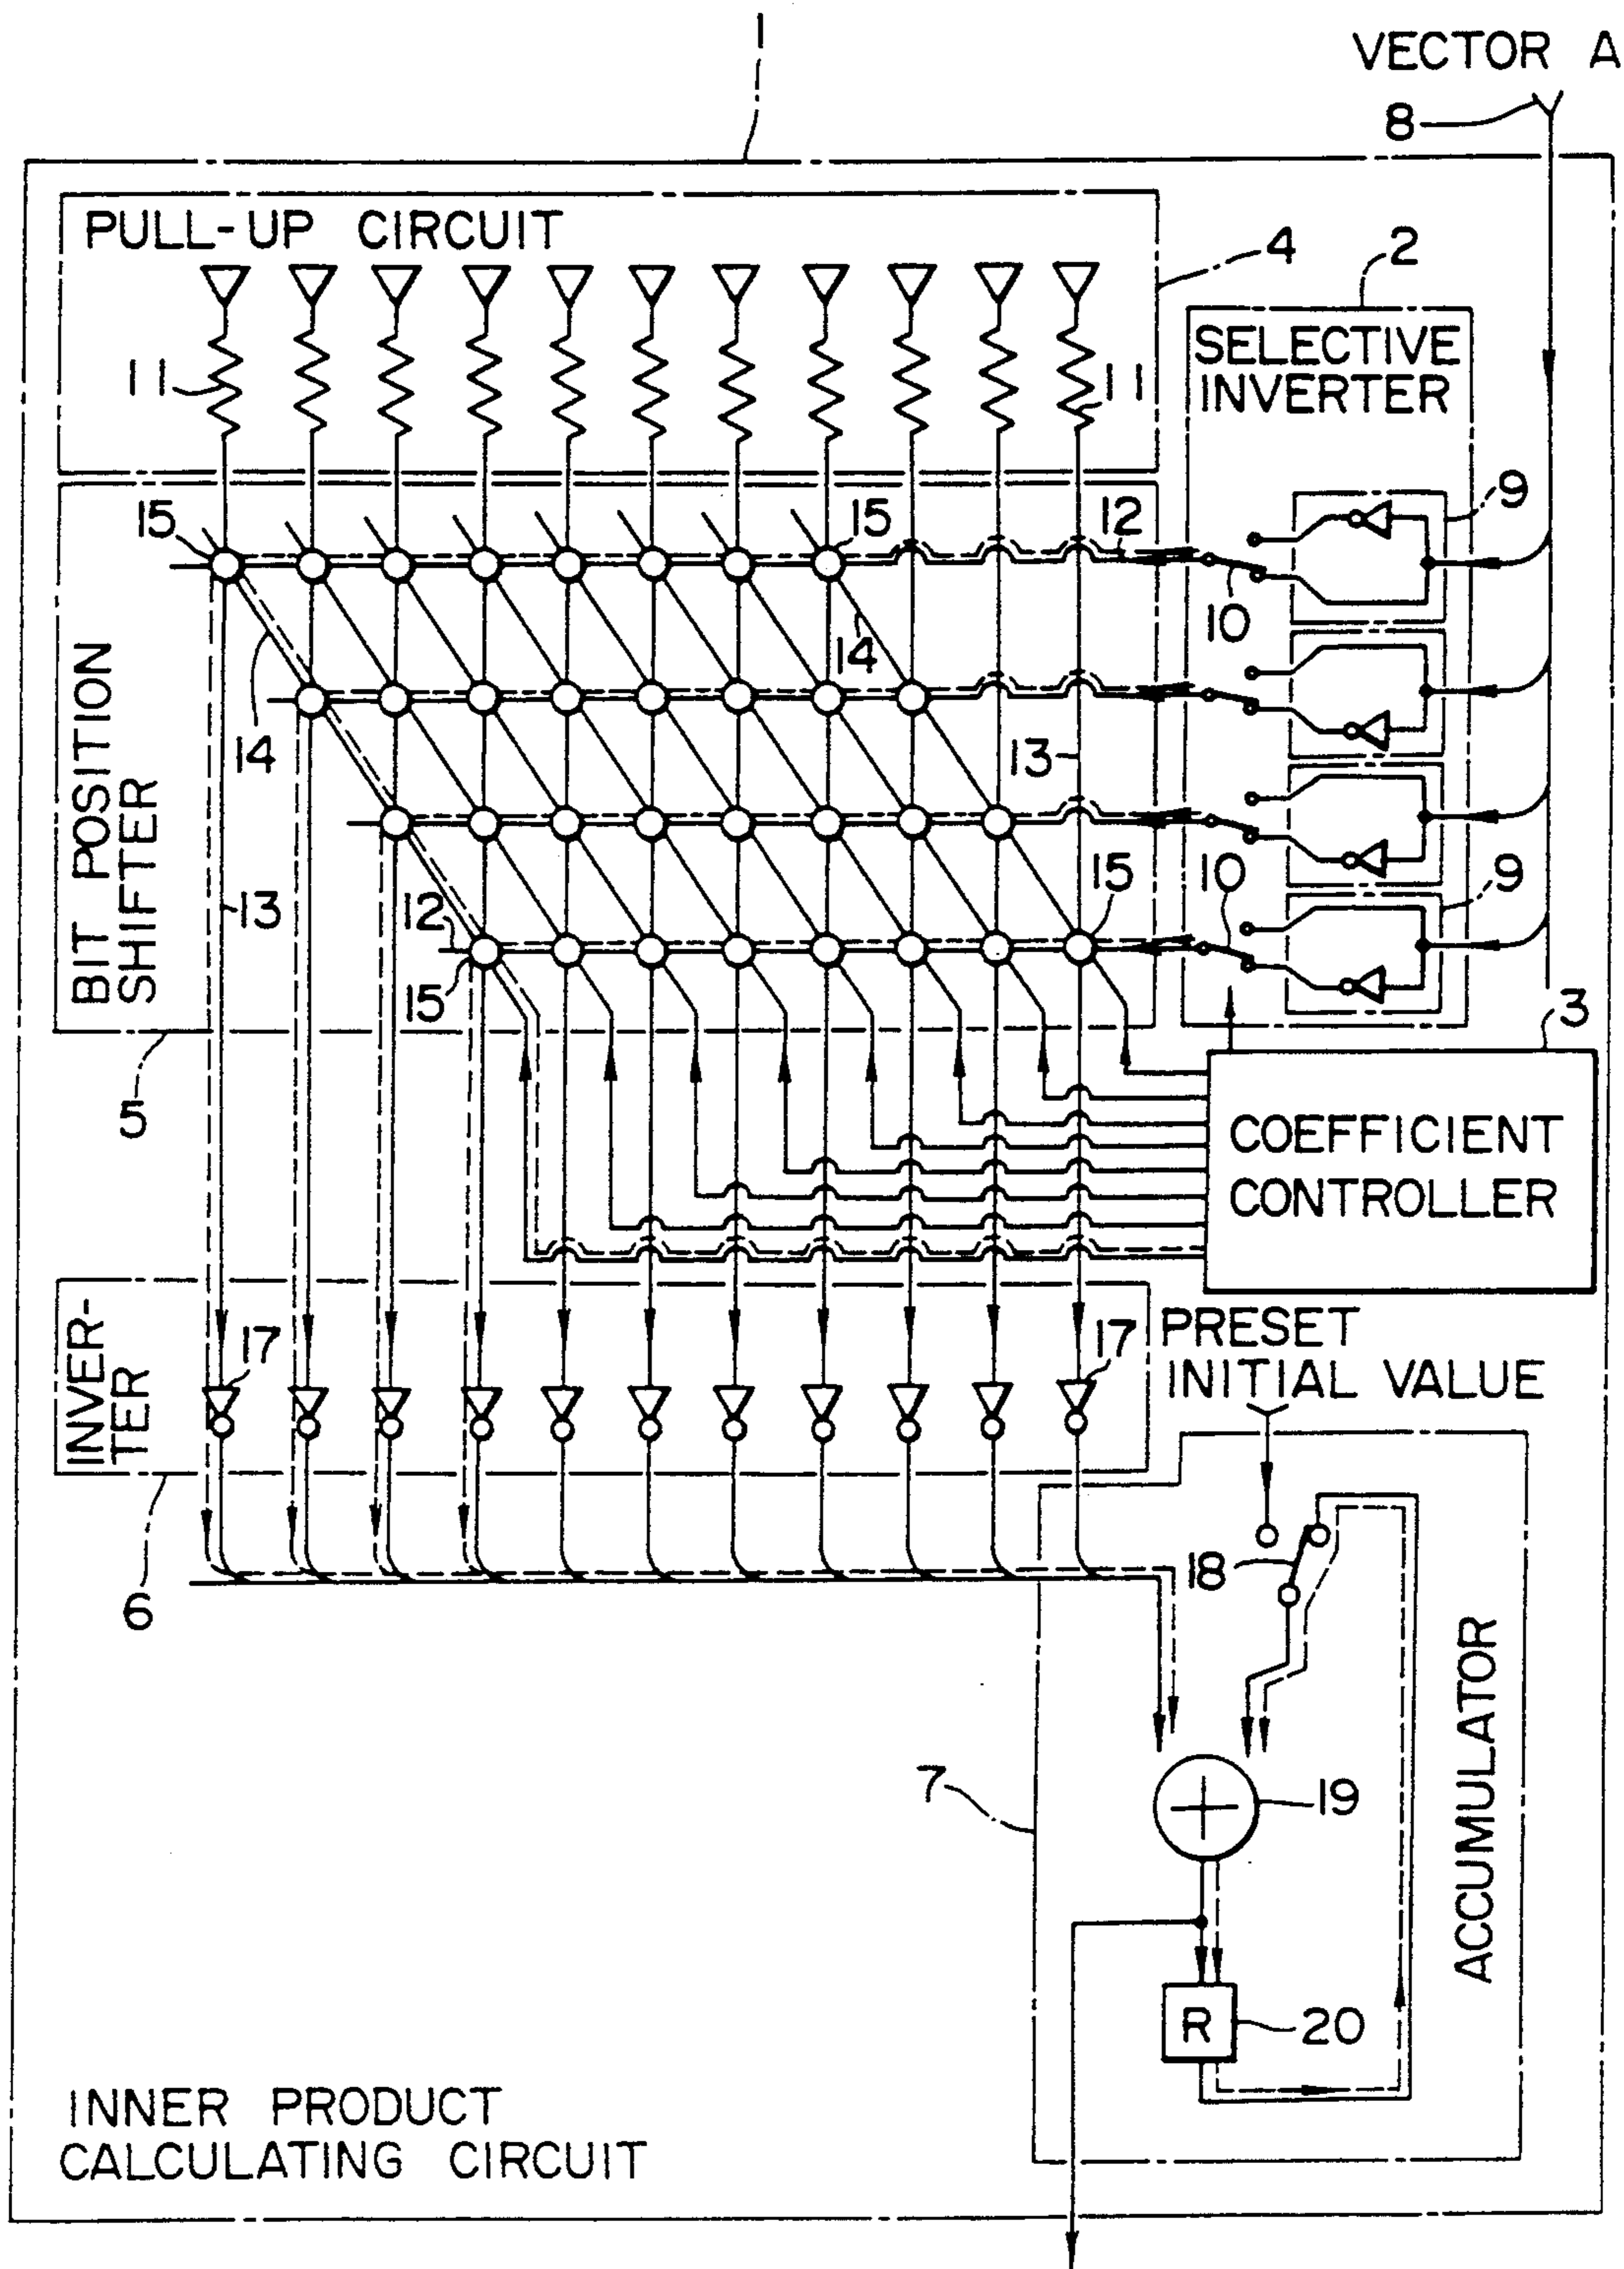 1
VECTOR A
8
PULL-UP CIRCUIT
4
2
SELECTIVE
INVERTER
11
11
9
15
15
12
10
14
14
13
BIT POSITION
SHIFTER
13
12
15
15
10
9
3
5
COEFFICIENT
CONTROLLER
INVER-
TER
17
17
PRESET
INITIAL VALUE
6
18
7
19
ACCUMULATOR
R
20
INNER PRODUCT
CALCULATING CIRCUIT